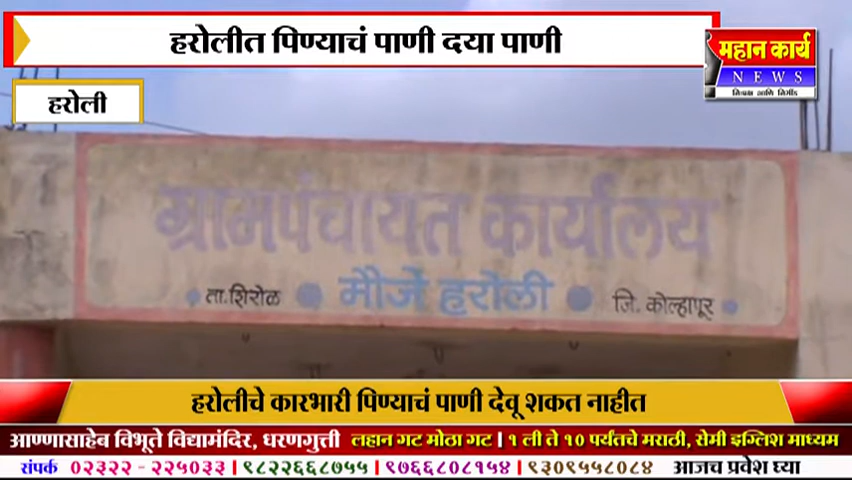 हरोलीत पिण्याचं पाणी दया पाणी
महान कार्य
NEWS
हरोली
ग्रामपंचायत कार्यालय
ता.शिरोळ मौजे हरोली जि. कोल्हापूर
हरोलीचे कारभारी पिण्याचं पाणी देवू शकत नाहीत
आण्णासाहेब विभूते विद्यामंदिर, धरणगुत्ती लहान गट मोठा गट | १ ली ते १० पर्यंतचे मराठी, सेमी इग्लिश माध्यम
संपर्क ०२३२२ - २२५०३३ | ९८२२६६८७५५ | ९७६६८०८१५४ | ९३०९५५८०८४ आजच प्रवेश घ्या